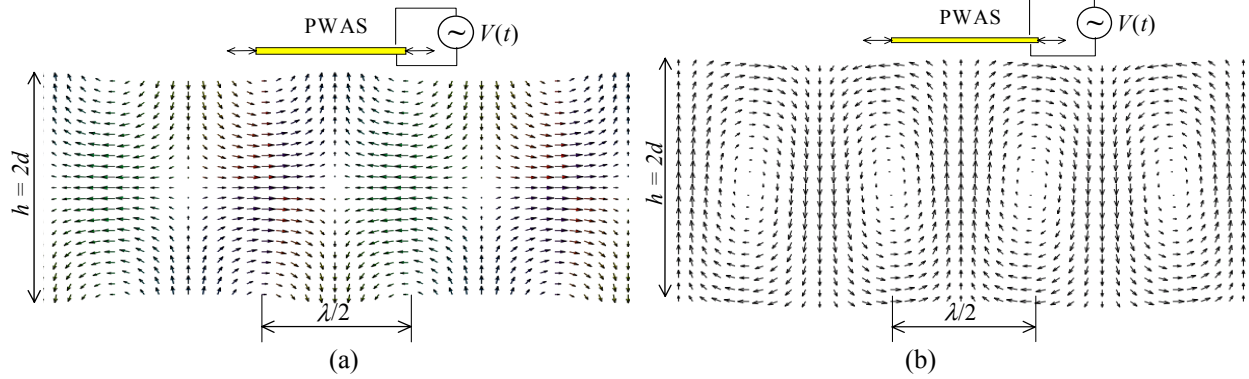 PWAS
~
V(t)
h = 2d
λ/2
(a)
PWAS
~
V(t)
h = 2d
λ/2
(b)